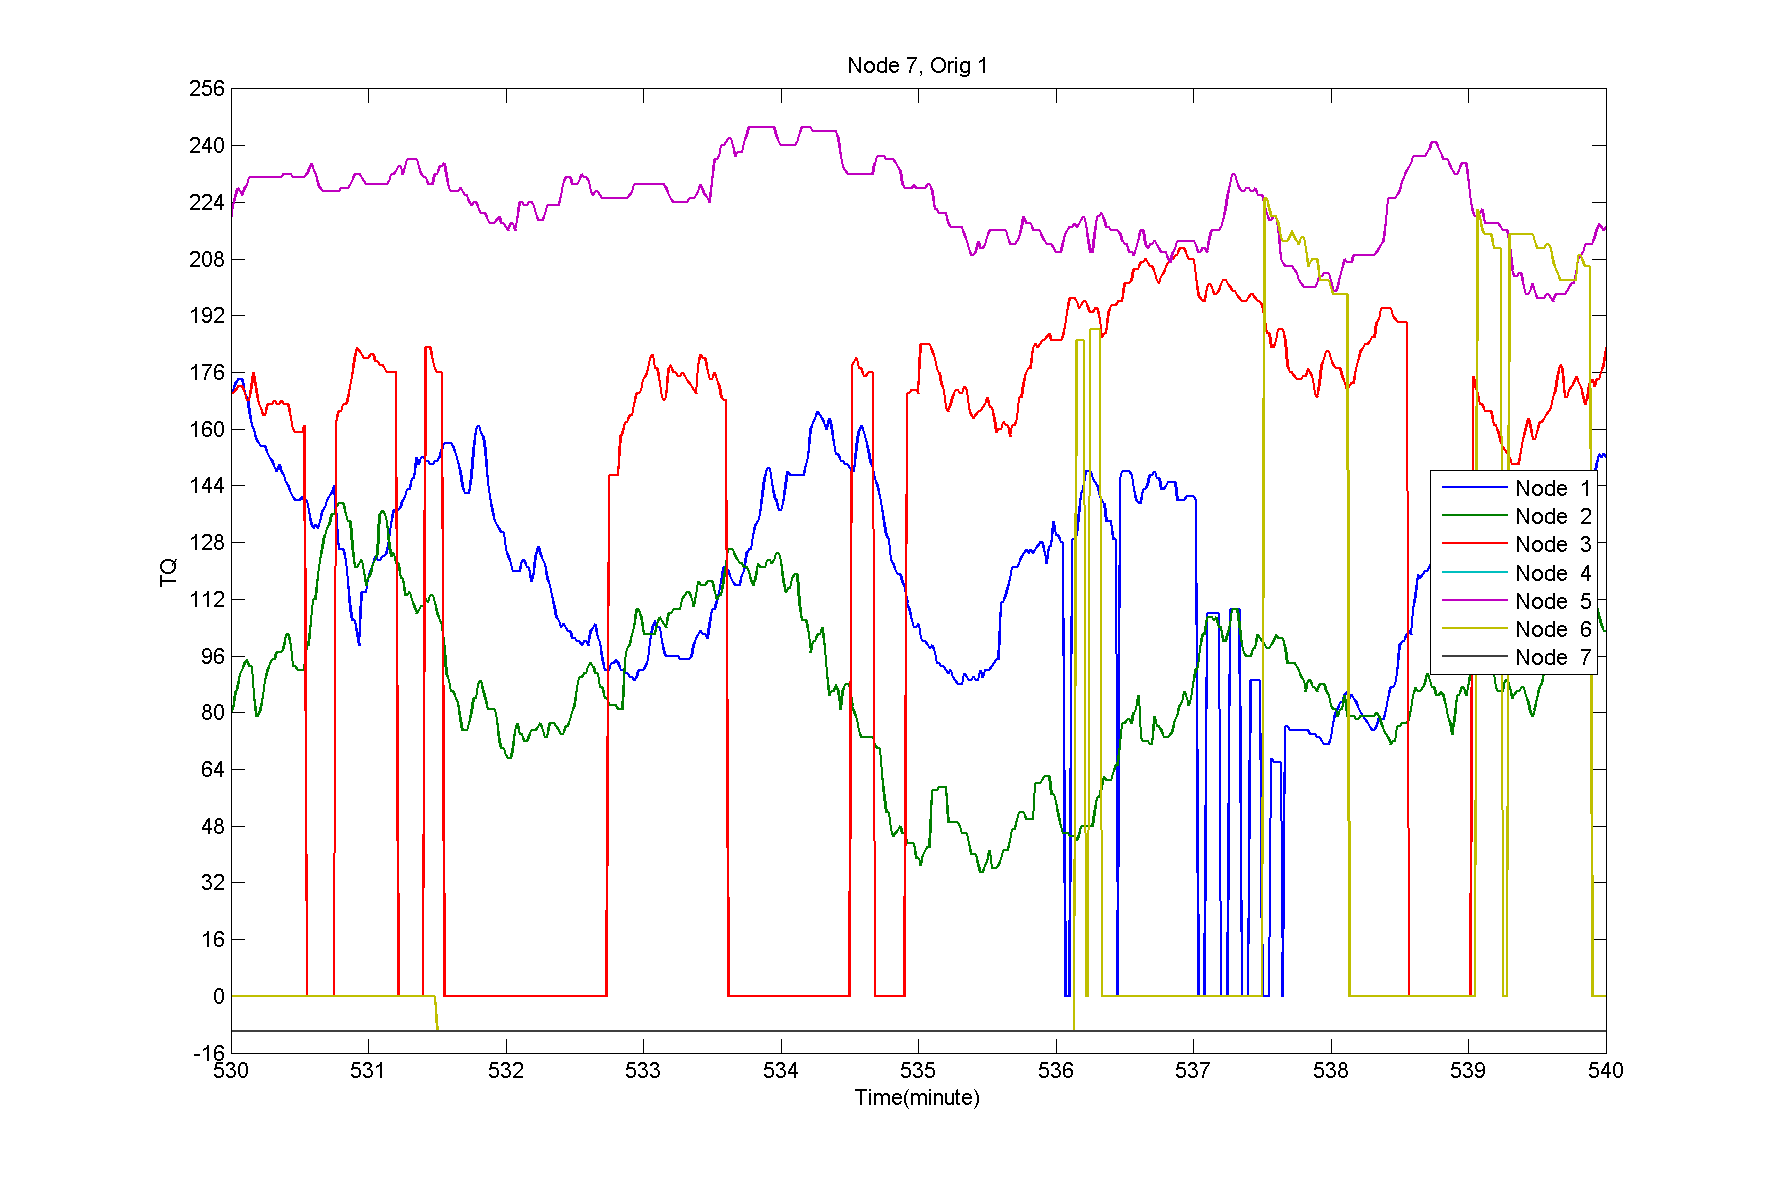 Node 7, Orig 1
256
240
224
208
192
176
160
144
128
112
96
80
64
48
32
16
0
-16
TQ
530 531 532 533 534 535 536 537 538 539 540
Time(minute)
Node 1
Node 2
Node 3
Node 4
Node 5
Node 6
Node 7